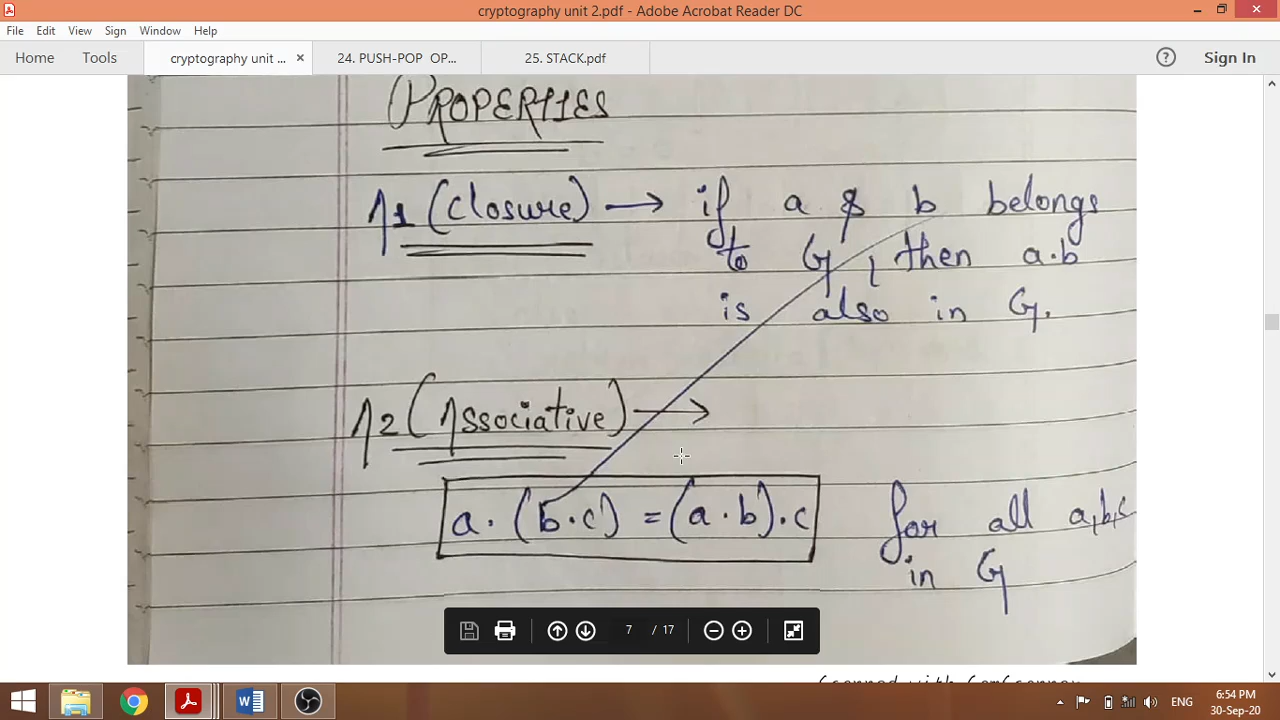 cryptography unit 2.pdf - Adobe Acrobat Reader DC
File Edit View Sign Window Help
Home Tools cryptography unit ... × 24. PUSH-POP OP... 25. STACK.pdf ? Sign In
PROPERTIES
A1 (Closure) → if a & b belongs
to G, then a·b
is also in G.
A2 (Associative) →
a·(b·c) = (a·b)·c for all a,b,c
in G
7 / 17
ENG 6:54 PM
30-Sep-20